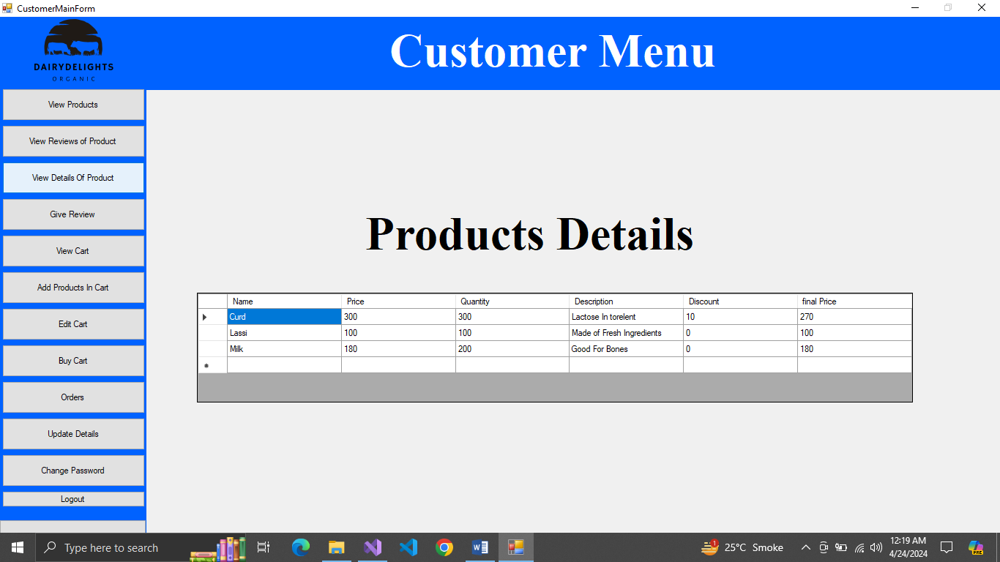 CustomerMainForm
DAIRYDELIGHTS
ORGANIC
Customer Menu
View Products
View Reviews of Product
View Details Of Product
Give Review
View Cart
Add Products In Cart
Edit Cart
Buy Cart
Orders
Update Details
Change Password
Logout
Products Details
Name Price Quantity Description Discount final Price
Curd 300 300 Lactose In torelent 10 270
Lassi 100 100 Made of Fresh Ingredients 0 100
Milk 180 200 Good For Bones 0 180
Type here to search
1
25°C Smoke
12:19 AM
4/24/2024
PRE